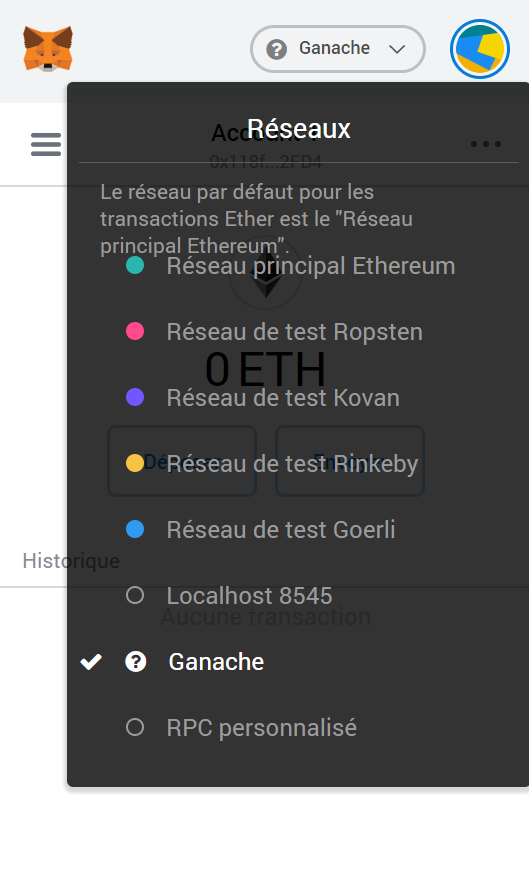 Ganache
Réseaux
0x118f...2FD4
Le réseau par défaut pour les
transactions Ether est le "Réseau
principal Ethereum".
Réseau principal Ethereum
Réseau de test Ropsten
0 ETH
Réseau de test Kovan
Réseau de test Rinkeby
Réseau de test Goerli
Historique
Localhost 8545
Aucune transaction
Ganache
RPC personnalisé